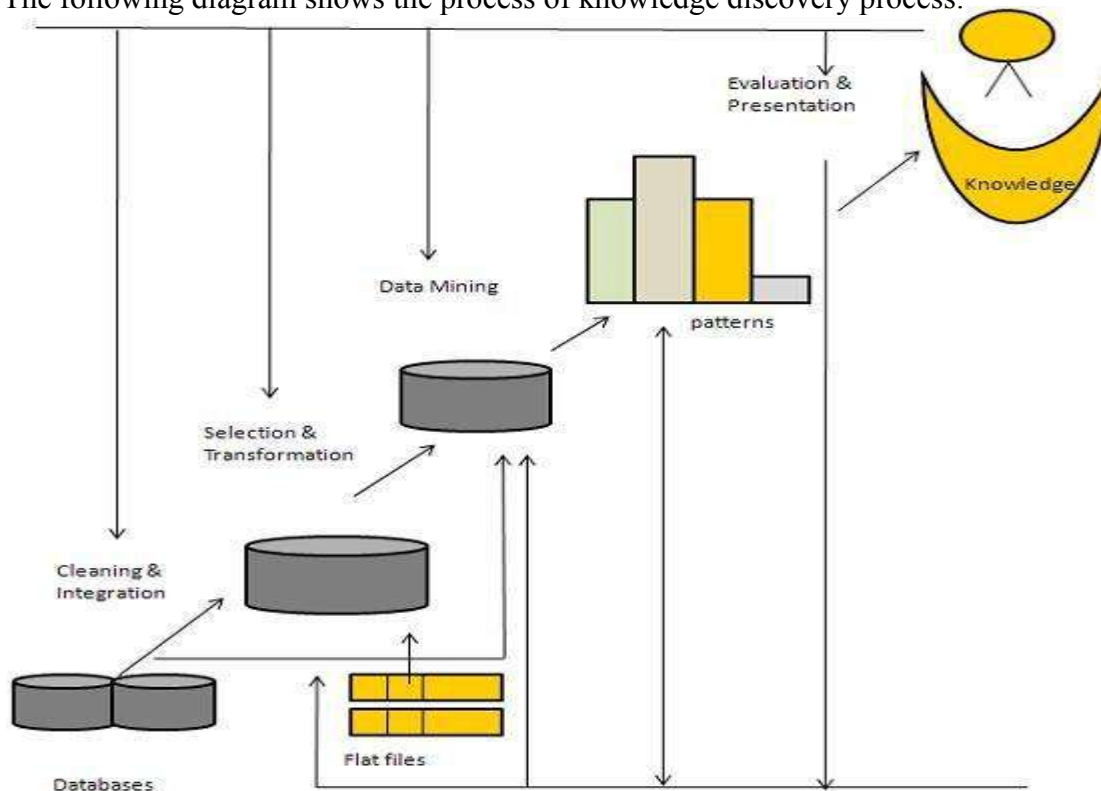 The following diagram shows the process of knowledge discovery process:
Evaluation &
Presentation
Knowledge
Data Mining
patterns
Selection &
Transformation
Cleaning &
Integration
Flat files
Databases